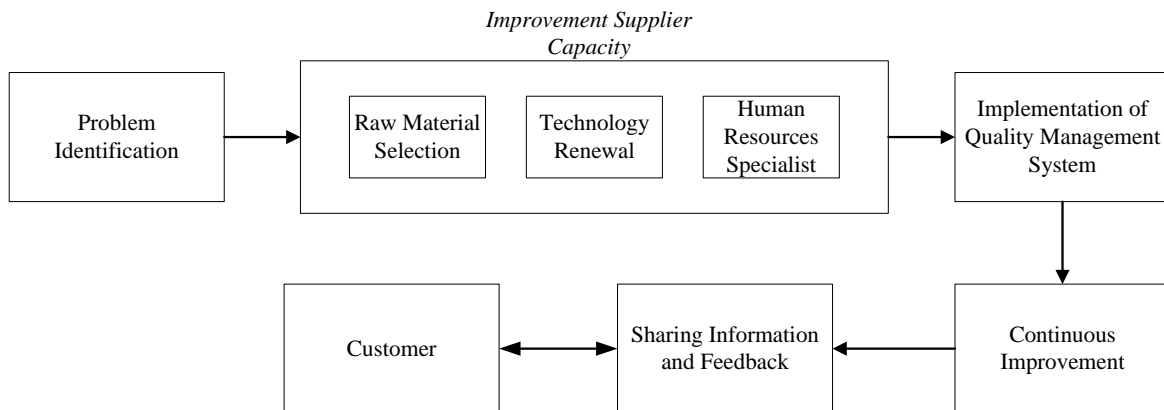 Improvement Supplier
Capacity
Problem
Identification
Raw Material
Selection
Technology
Renewal
Human
Resources
Specialist
Implementation of
Quality Management
System
Customer
Sharing Information
and Feedback
Continuous
Improvement